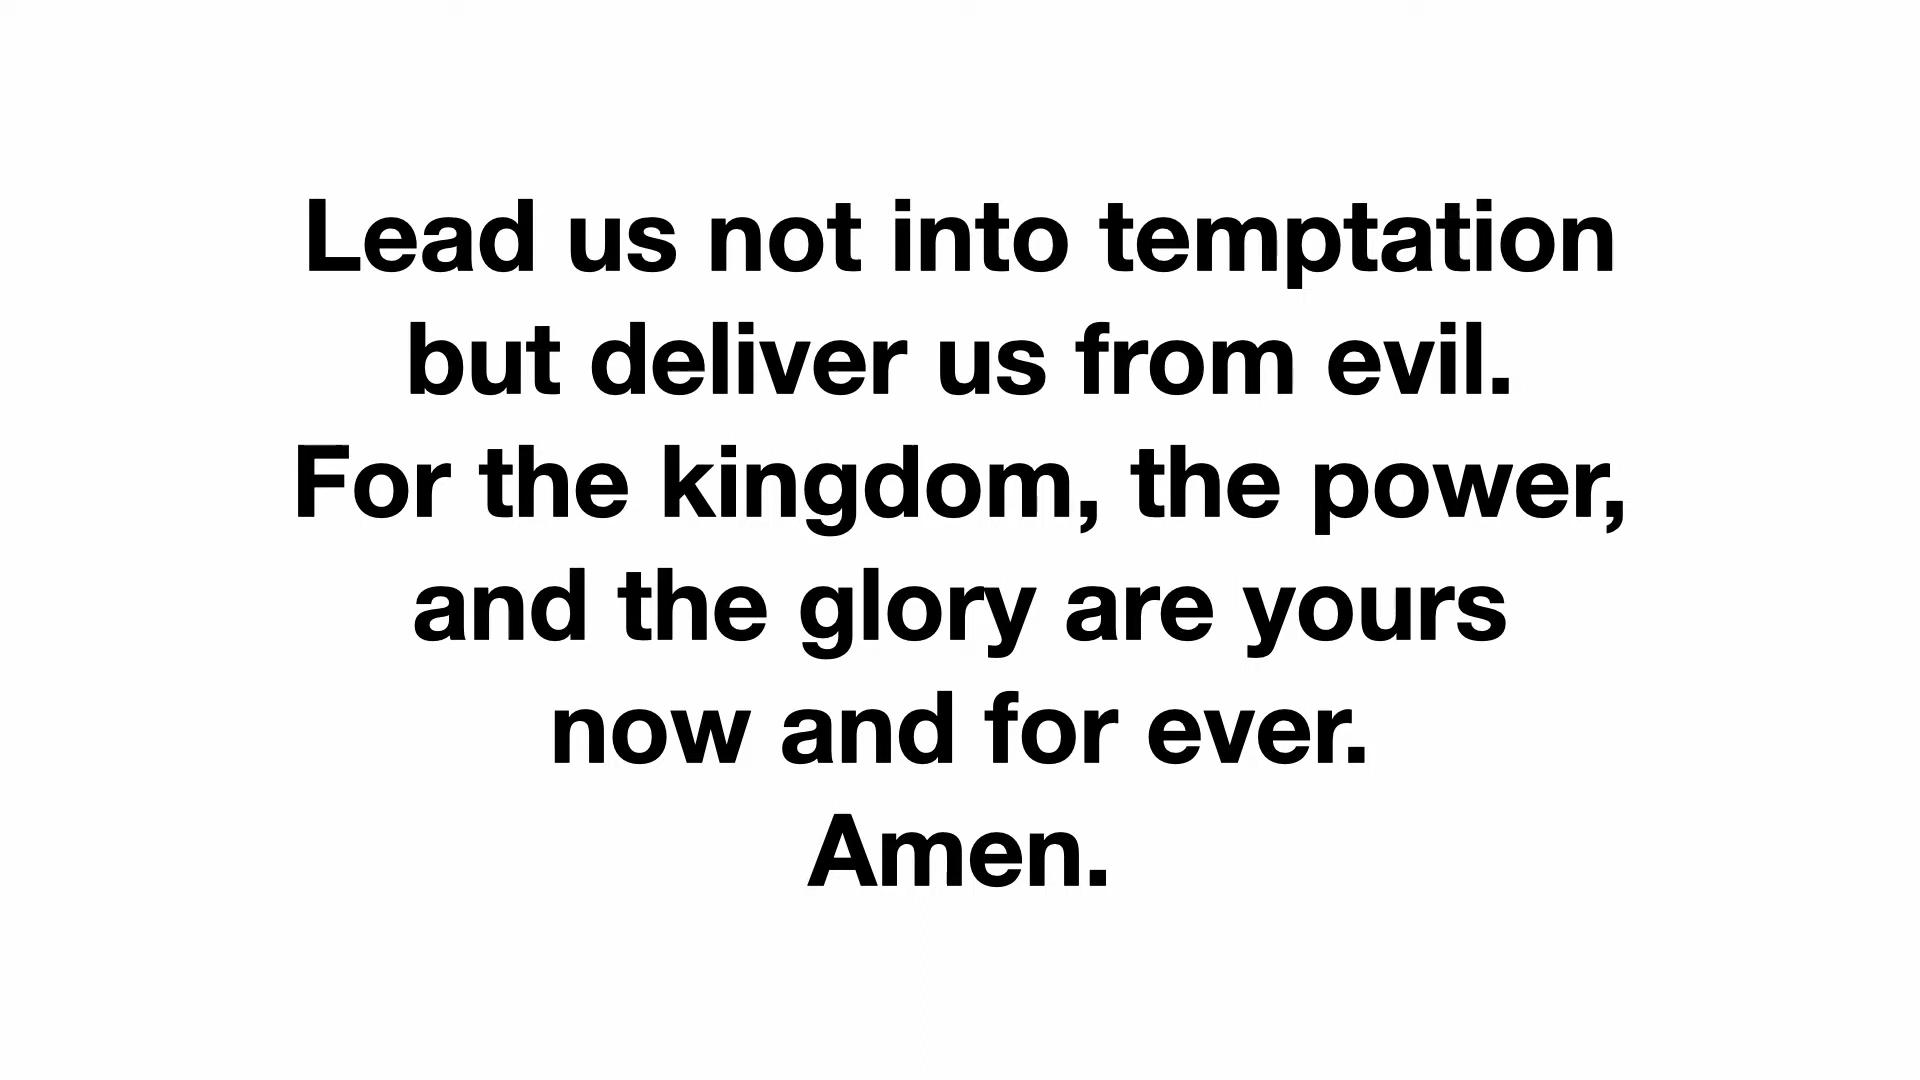 Lead us not into temptation
but deliver us from evil.
For the kingdom, the power,
and the glory are yours
now and for ever.
Amen.